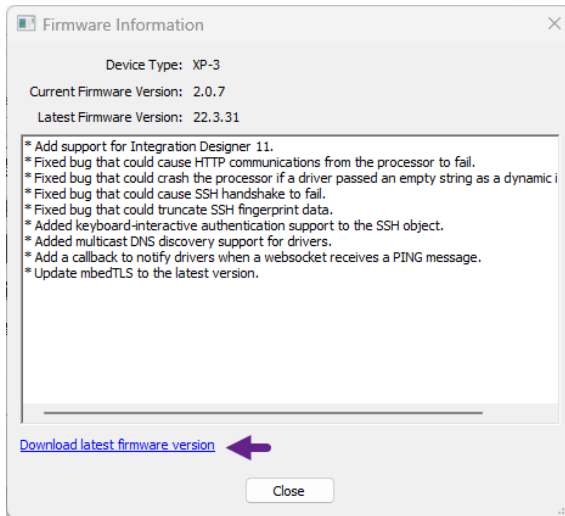 Firmware Information
Device Type: XP-3
Current Firmware Version: 2.0.7
Latest Firmware Version: 22.3.31
* Add support for Integration Designer 11.
* Fixed bug that could cause HTTP communications from the processor to fail.
* Fixed bug that could crash the processor if a driver passed an empty string as a dynamic i
* Fixed bug that could cause SSH handshake to fail.
* Fixed bug that could truncate SSH fingerprint data.
* Added keyboard-interactive authentication support to the SSH object.
* Added multicast DNS discovery support for drivers.
* Add a callback to notify drivers when a websocket receives a PING message.
* Update mbedTLS to the latest version.
Download latest firmware version
Close